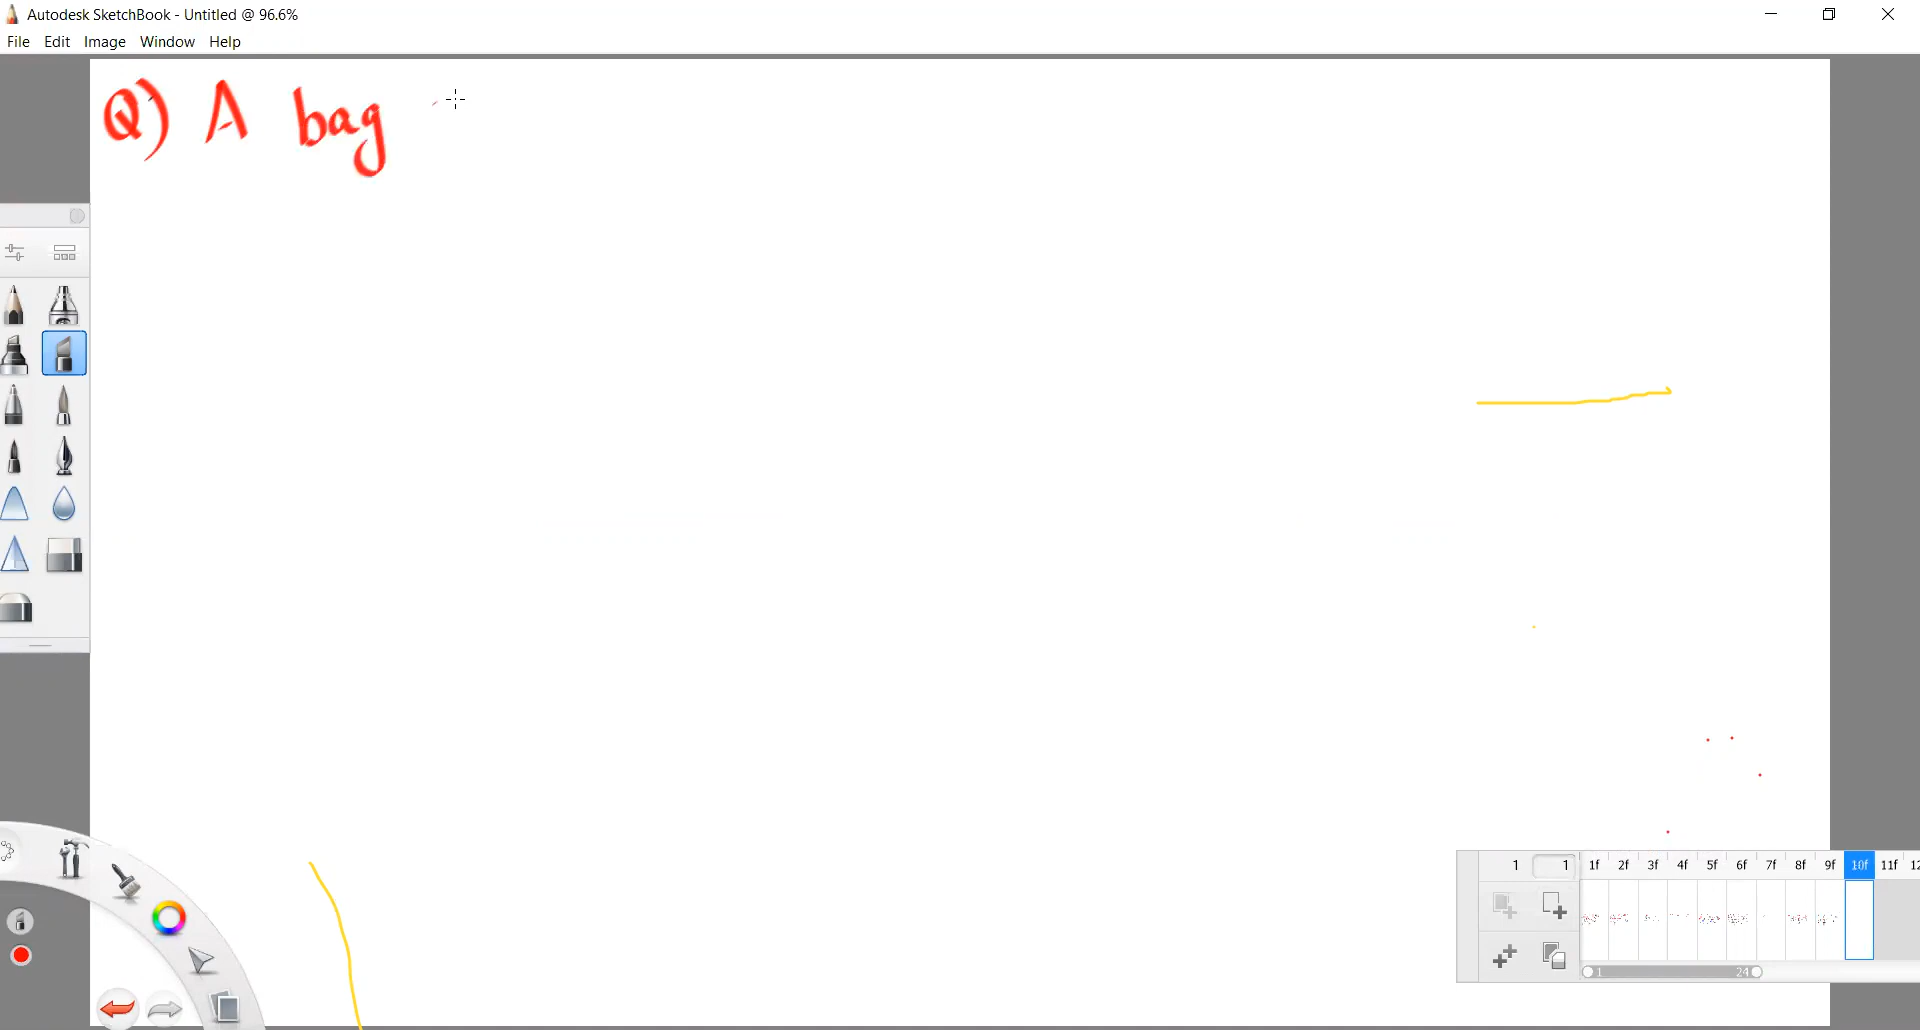 Autodesk SketchBook - Untitled @ 96.6%
File Edit Image Window Help
Q) A bag
1 1 1f 2f 3f 4f 5f 6f 7f 8f 9f 10f 11f 12
1 24